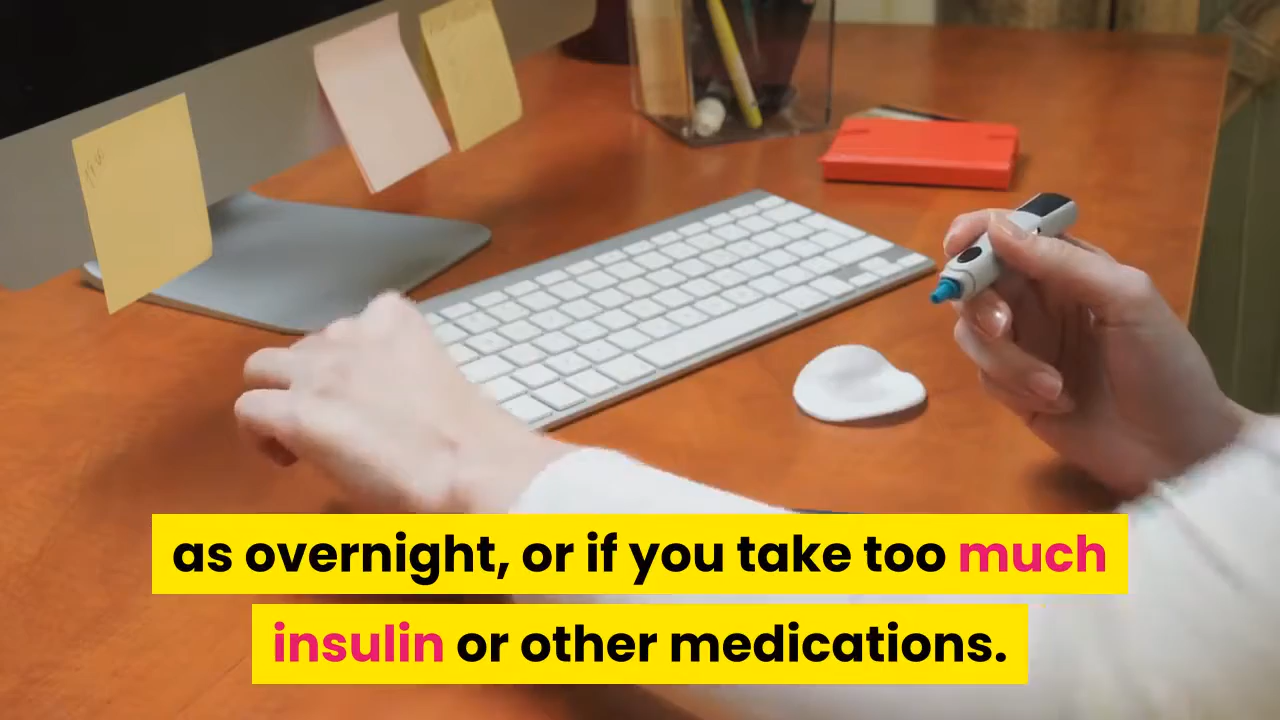 as overnight, or if you take too much
insulin or other medications.